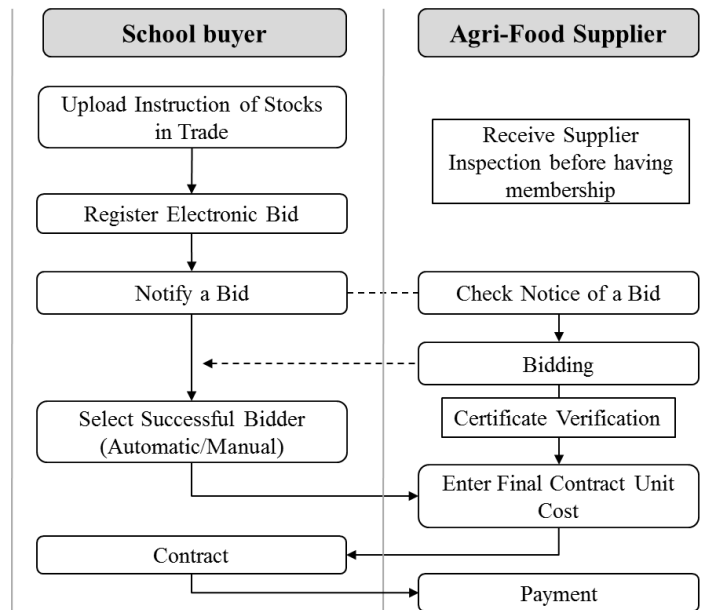 School buyer
Agri-Food Supplier
Upload Instruction of Stocks
in Trade
Receive Supplier
Inspection before having
membership
Register Electronic Bid
Notify a Bid
Check Notice of a Bid
Bidding
Select Successful Bidder
(Automatic/Manual)
Certificate Verification
Enter Final Contract Unit
Cost
Contract
Payment